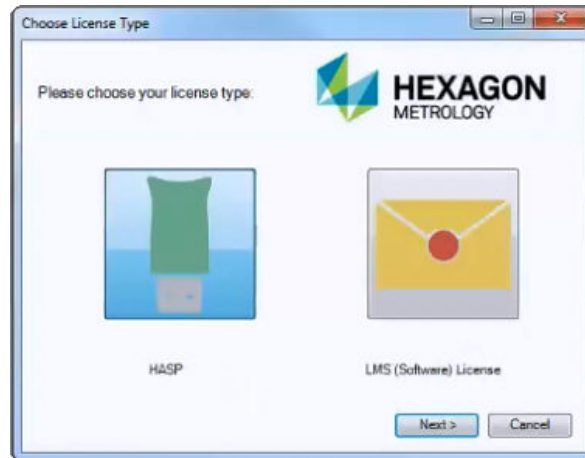 Choose License Type
Please choose your license type:
HEXAGON
METROLOGY
HASP
LMS (Software) License
Next >
Cancel